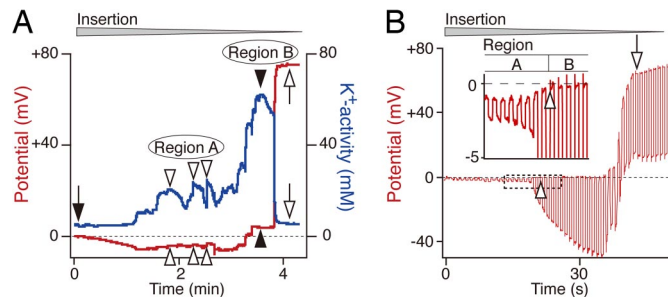 A
Insertion
+80
+40
0
Potential (mV)
Region A
Region B
80
40
0
K+-activity (mM)
2
4
Time (min)
B
Insertion
+80
+40
0
-40
Potential (mV)
Region
A
B
0
-5
0
30
Time (s)